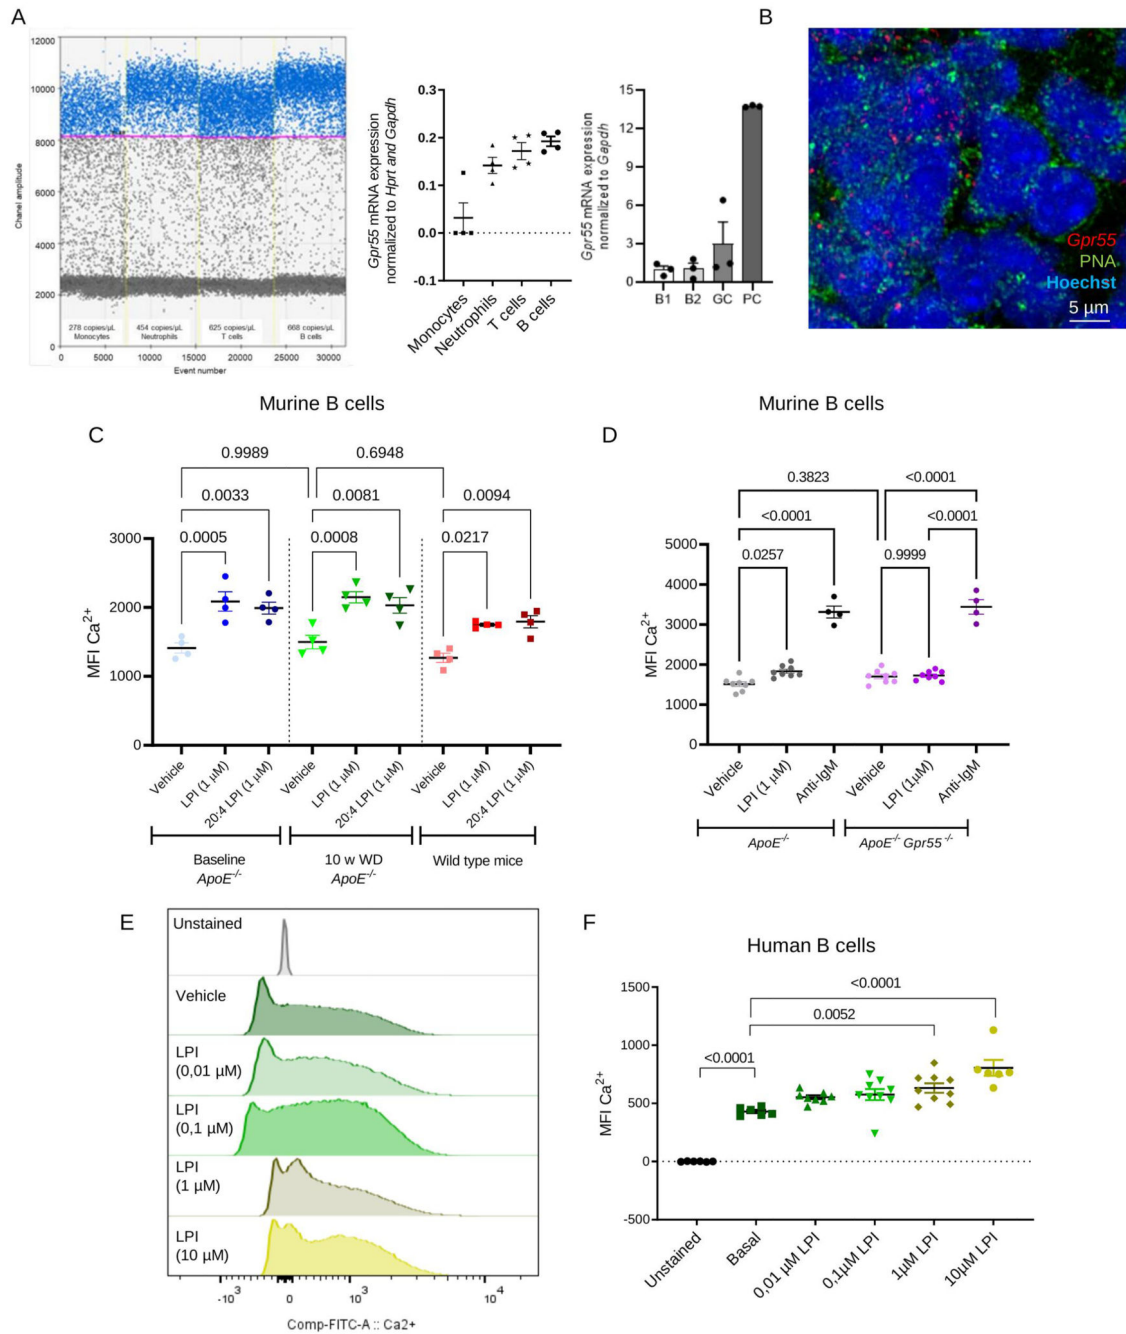 A
B
12000
10000
8000
6000
4000
2000
0
Chanel amplitude
278 copies/µL
Monocytes
454 copies/µL
Neutrophils
625 copies/µL
T cells
668 copies/µL
B cells
0
5000
10000
15000
20000
25000
30000
Event number
Gpr55 mRNA expression
normalized to Hprt and Gapdh
0.3
0.2
0.1
0.0
-0.1
Monocytes
Neutrophils
T cells
B cells
Gpr55 mRNA expression
normalized to Gapdh
15
12
9
6
3
0
B1
B2
GC
PC
Gpr55
PNA
Hoechst
5 µm
Murine B cells
C
0.9989
0.6948
0.0033
0.0081
0.0094
0.0005
0.0008
0.0217
MFI Ca2+
3000
2000
1000
0
Vehicle
LPI (1 µM)
20:4 LPI (1 µM)
Vehicle
LPI (1 µM)
20:4 LPI (1 µM)
Vehicle
LPI (1 µM)
20:4 LPI (1 µM)
Baseline
ApoE-/-
10 w WD
ApoE-/-
Wild type mice
Murine B cells
D
0.3823
<0.0001
<0.0001
<0.0001
0.0257
0.9999
MFI Ca2+
5000
4000
3000
2000
1000
0
Vehicle
LPI (1 µM)
Anti-IgM
Vehicle
LPI (1µM)
Anti-IgM
ApoE-/-
ApoE-/- Gpr55 -/-
E
Unstained
Vehicle
LPI
(0,01 µM)
LPI
(0,1 µM)
LPI
(1 µM)
LPI
(10 µM)
-10 3
0
10 3
10 4
Comp-FITC-A :: Ca2+
F
Human B cells
<0.0001
0.0052
<0.0001
MFI Ca2+
1500
1000
500
0
-500
Unstained
Basal
0,01 µM LPI
0,1µM LPI
1µM LPI
10µM LPI